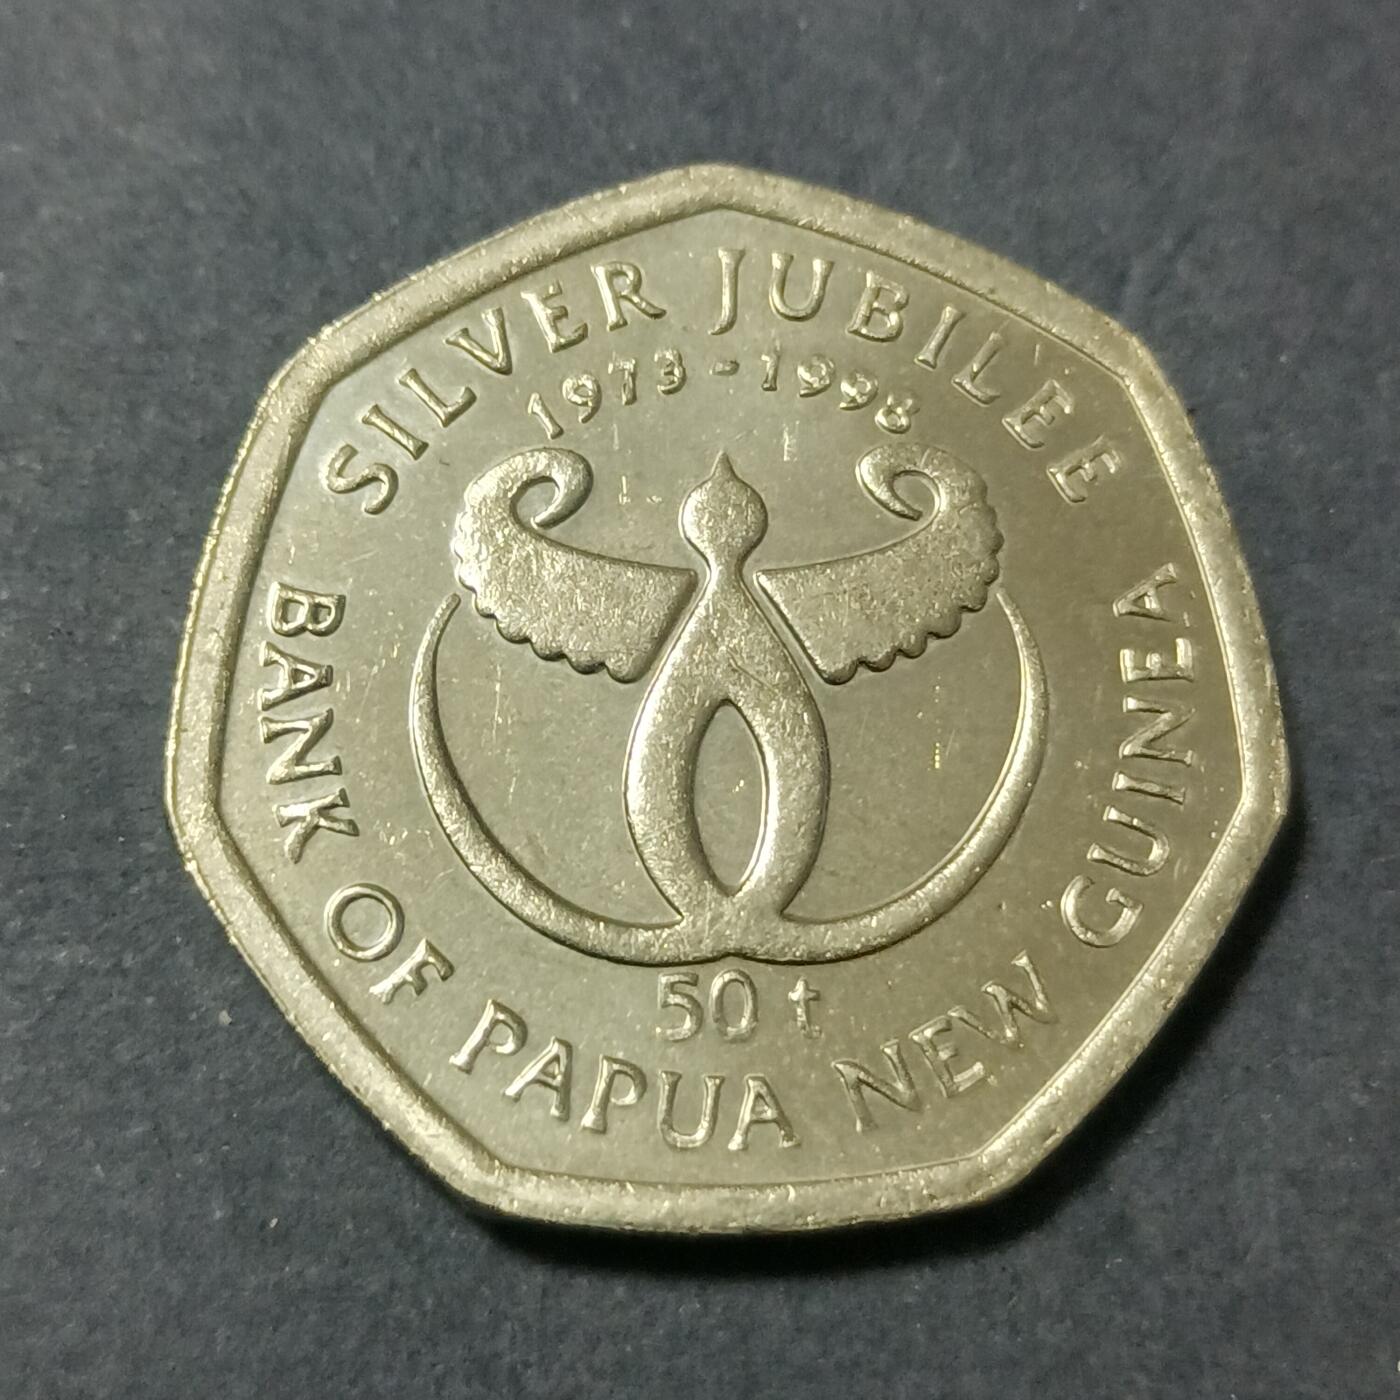 SILVER JUBILEE
1973-1998
50 t
BANK OF PAPUA NEW GUINEA